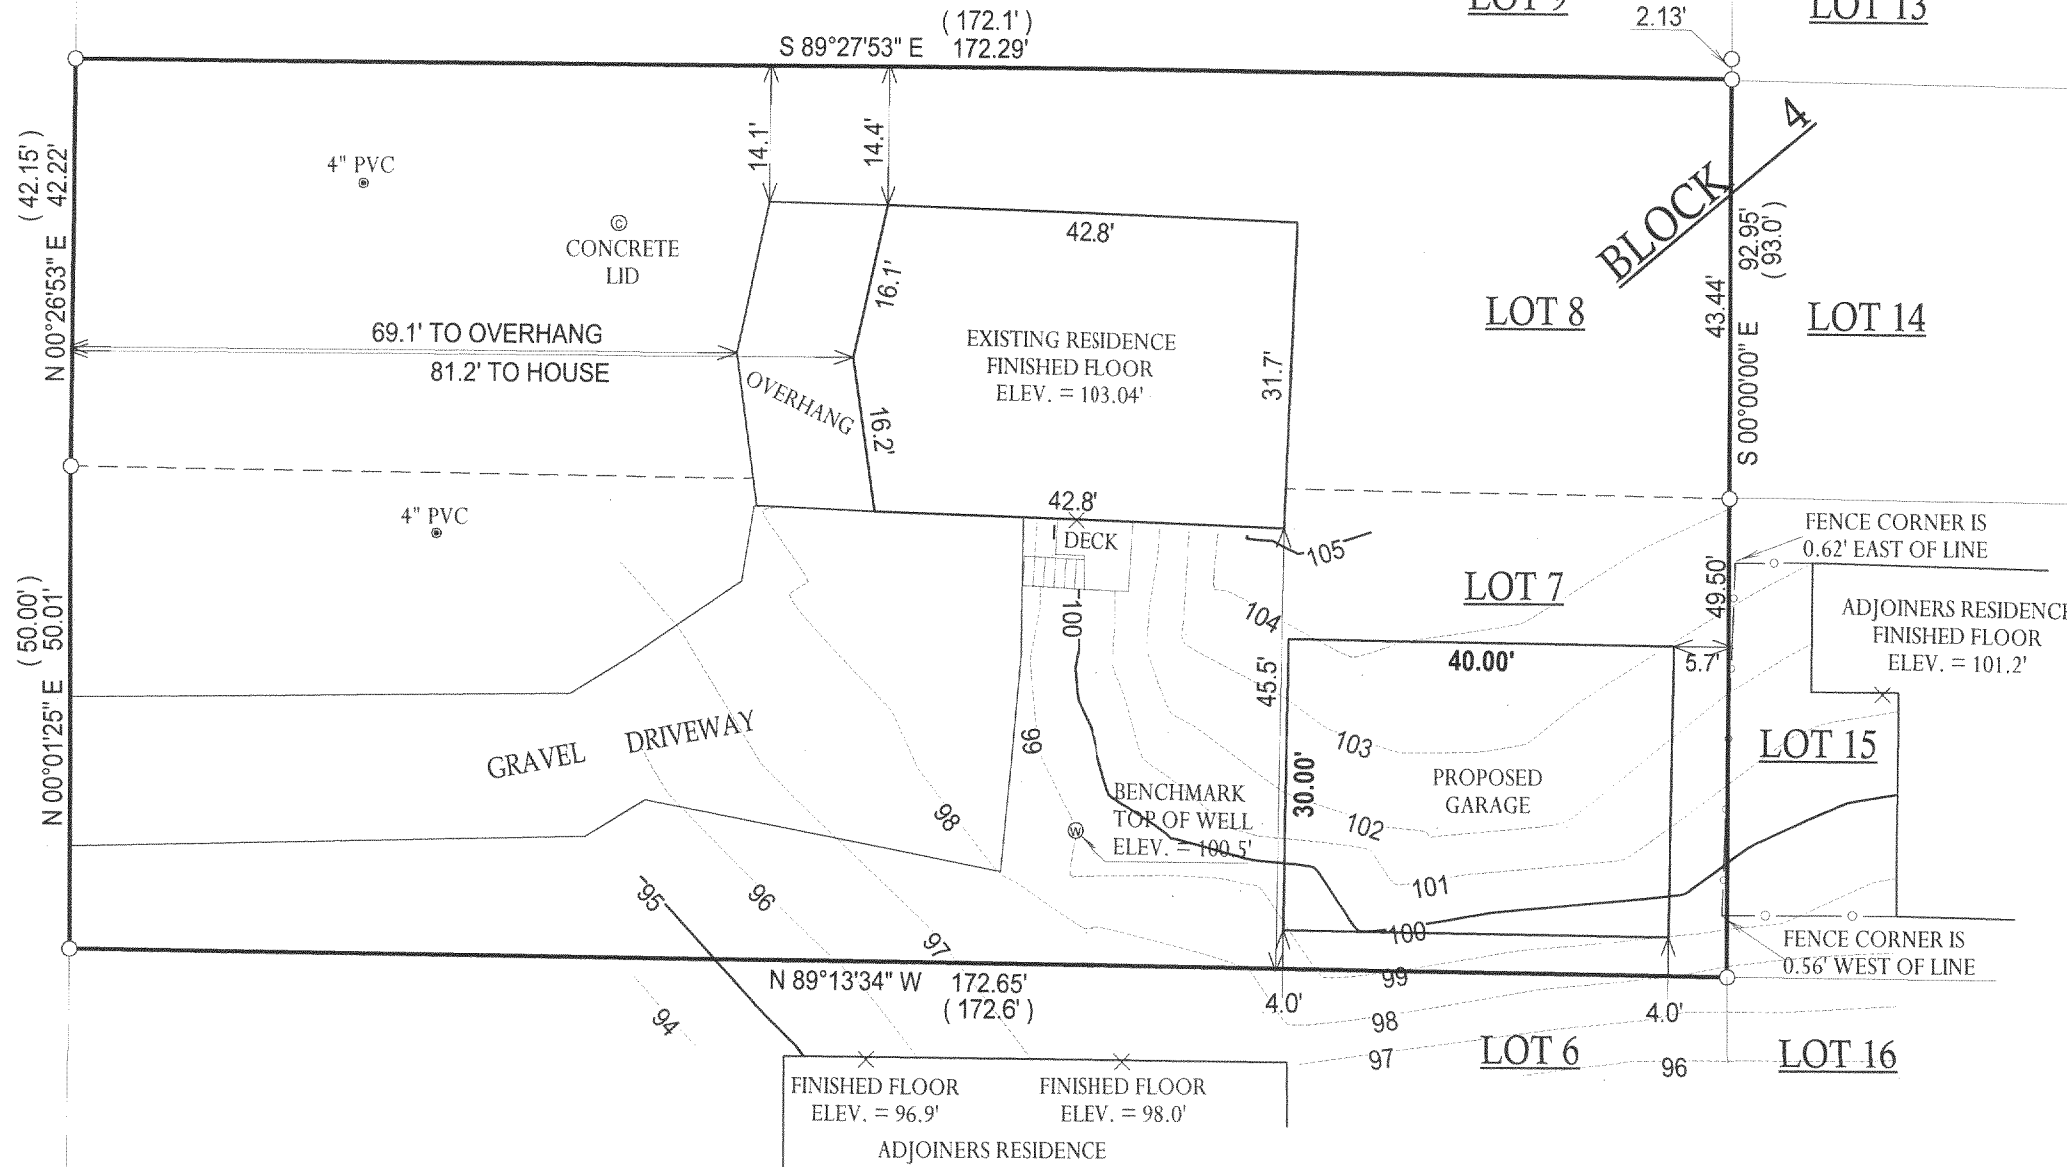 ( 172.1' )
S 89°27'53" E 172.29'
LOT 9
2.13'
LOT 13
( 42.15' )
42.22'
N 00°26'53" E
4" PVC
14.1'
14.4'
BLOCK 4
CONCRETE
LID
42.8'
16.1'
92.95'
( 93.0' )
S 00°00'00" E
43.44'
LOT 8
LOT 14
69.1' TO OVERHANG
81.2' TO HOUSE
OVERHANG
16.2'
EXISTING RESIDENCE
FINISHED FLOOR
ELEV. = 103.04'
31.7'
4" PVC
42.8'
DECK
105
FENCE CORNER IS
0.62' EAST OF LINE
( 50.00' )
50.01'
N 00°01'25" E
100
104
LOT 7
49.50'
ADJOINERS RESIDENCE
FINISHED FLOOR
ELEV. = 101.2'
45.5'
40.00'
5.7'
GRAVEL DRIVEWAY
99
103
LOT 15
30.00'
PROPOSED
GARAGE
BENCHMARK
TOP OF WELL
ELEV. = 100.5'
W
98
102
101
95
96
97
100
FENCE CORNER IS
0.56' WEST OF LINE
N 89°13'34" W 172.65'
( 172.6' )
99
94
4.0'
98
4.0'
97
LOT 6
96
LOT 16
FINISHED FLOOR
ELEV. = 96.9'
FINISHED FLOOR
ELEV. = 98.0'
ADJOINERS RESIDENCE